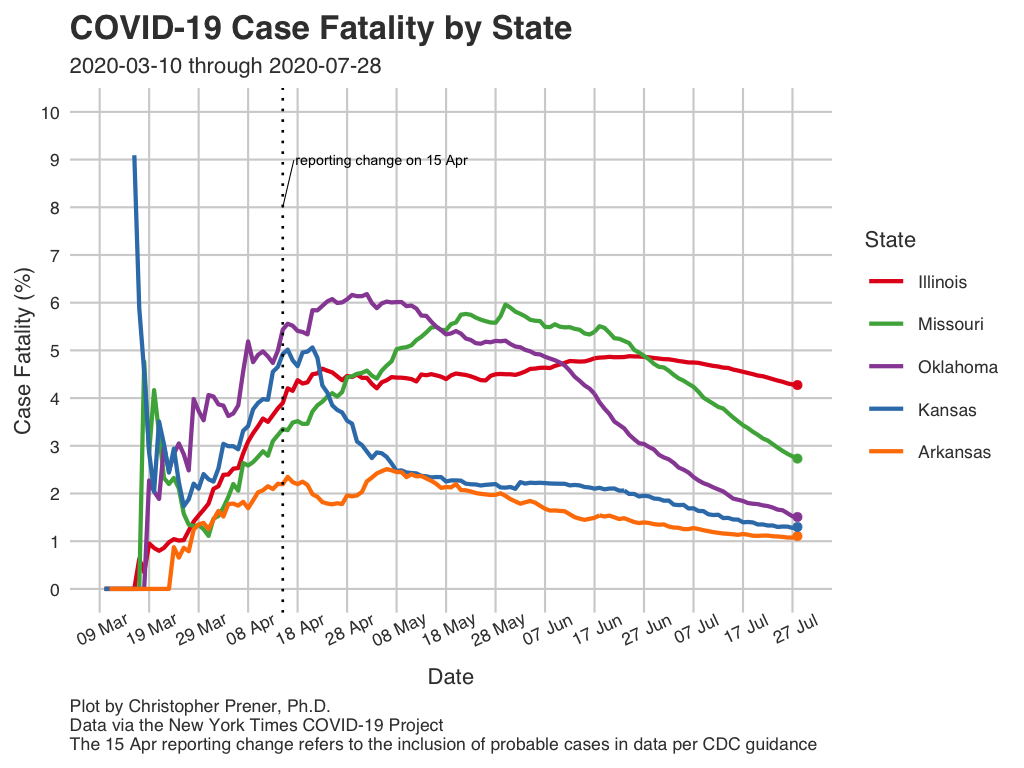 COVID-19 Case Fatality by State
2020-03-10 through 2020-07-28
Case Fatality (%)
10
9
8
7
6
5
4
3
2
1
0
reporting change on 15 Apr
09 Mar
19 Mar
29 Mar
08 Apr
18 Apr
28 Apr
08 May
18 May
28 May
07 Jun
17 Jun
27 Jun
07 Jul
17 Jul
27 Jul
Date
State
Illinois
Missouri
Oklahoma
Kansas
Arkansas
Plot by Christopher Prener, Ph.D.
Data via the New York Times COVID-19 Project
The 15 Apr reporting change refers to the inclusion of probable cases in data per CDC guidance